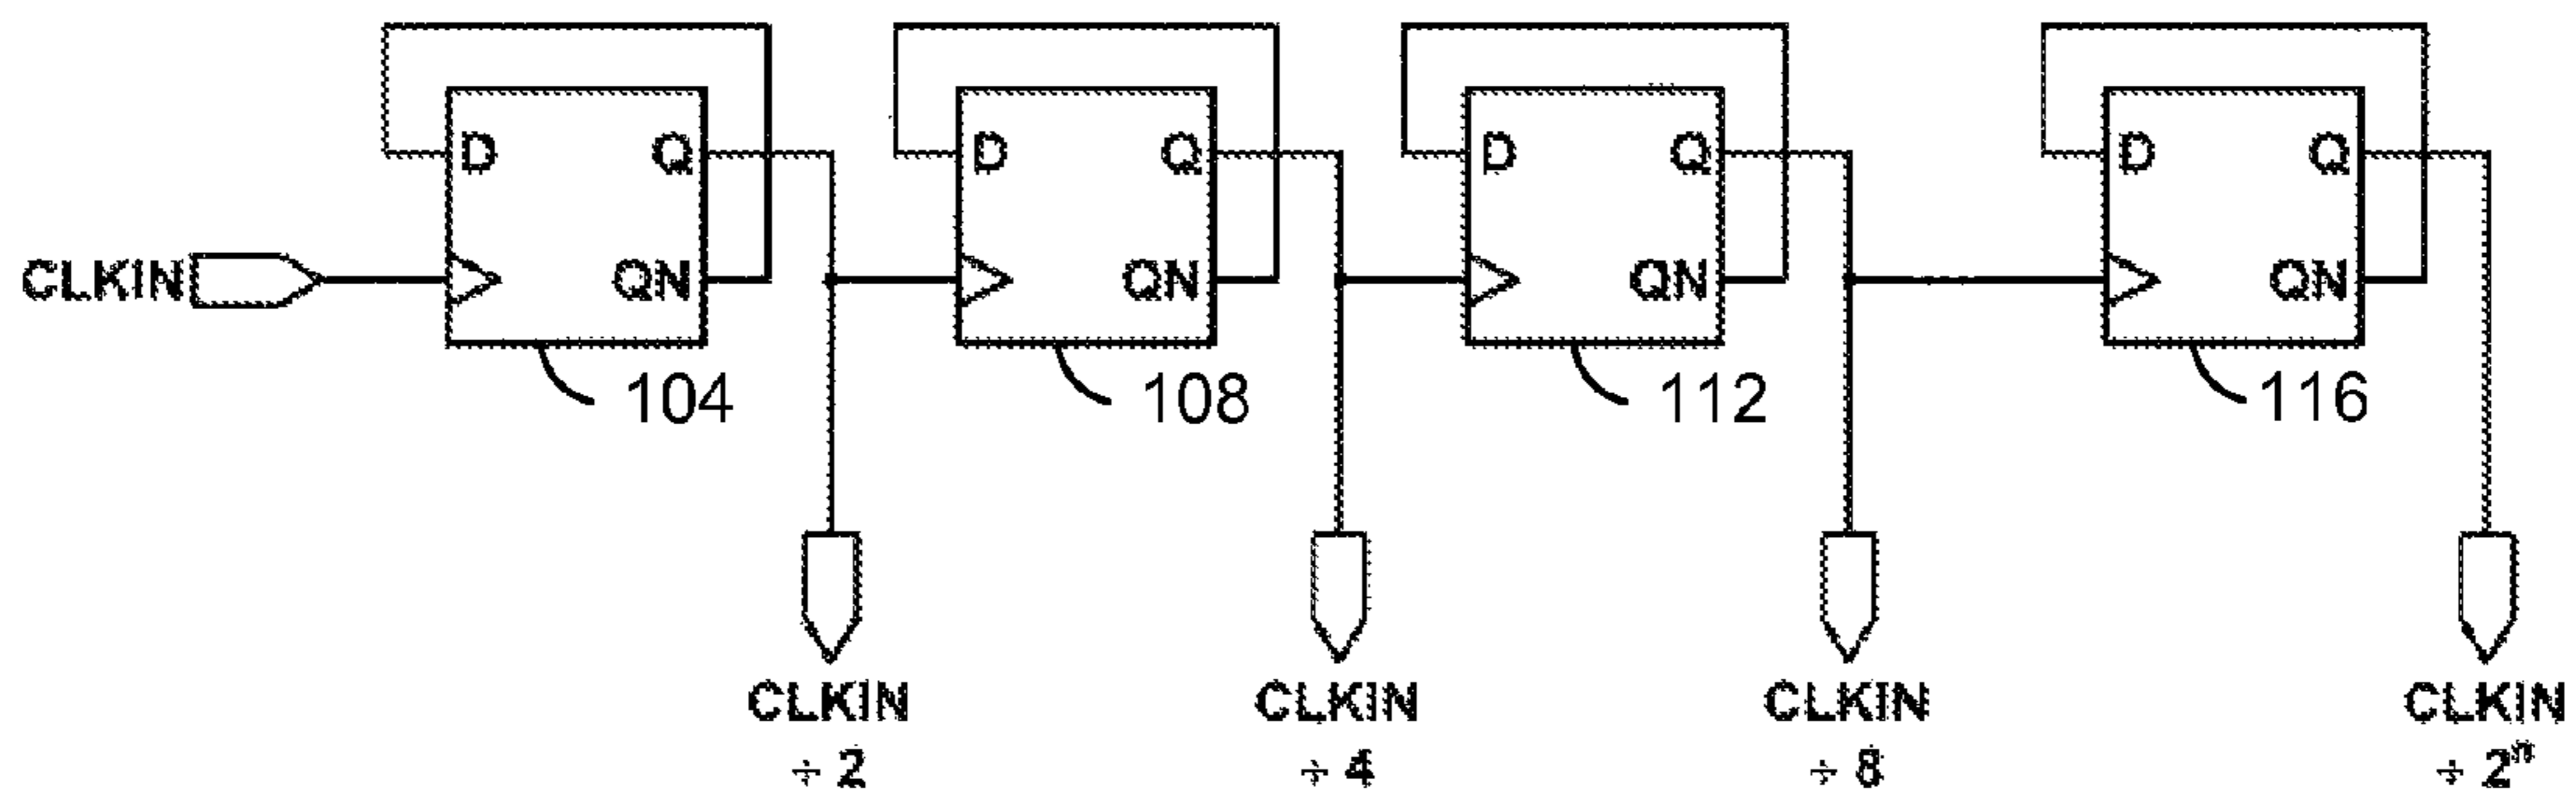 D Q D Q D Q D Q
CLKIN QN QN QN QN
104 108 112 116
CLKIN CLKIN CLKIN CLKIN
÷ 2 ÷ 4 ÷ 8 ÷ 2ⁿ